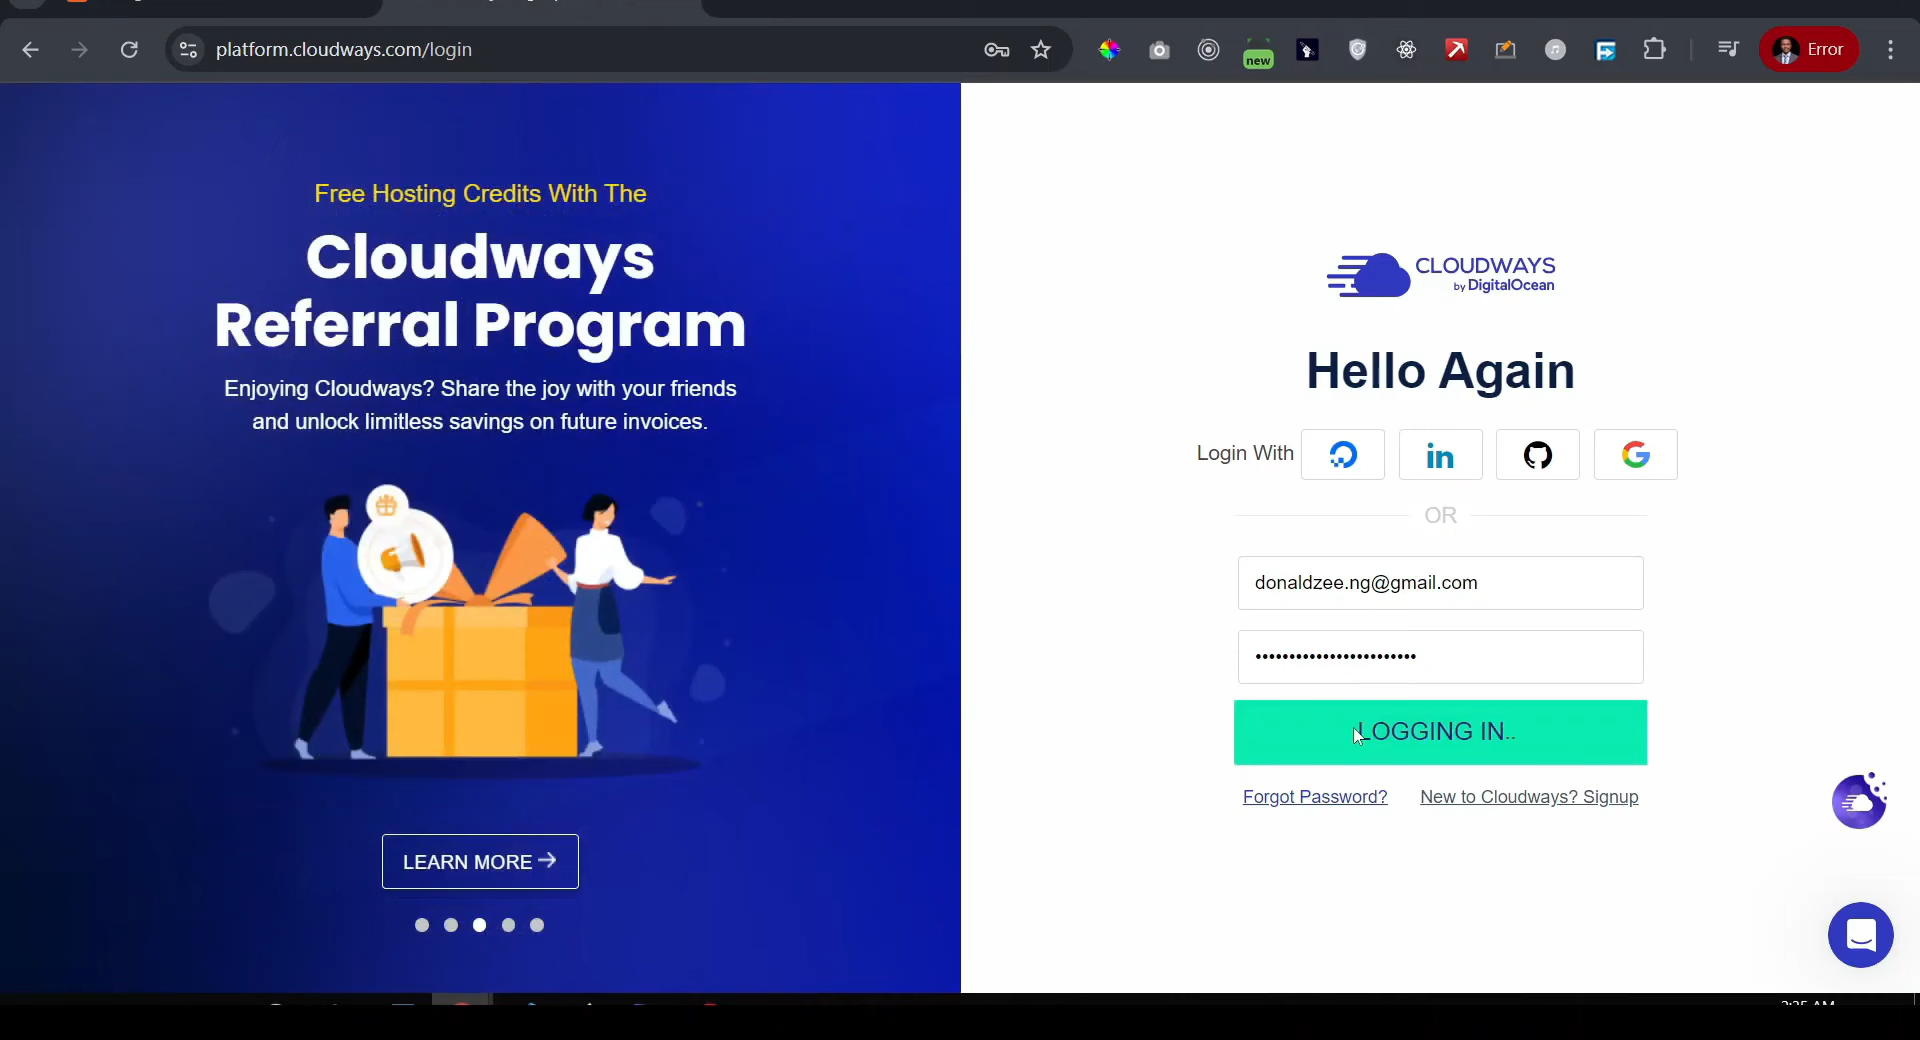 platform.cloudways.com/login
new
Error
Free Hosting Credits With The
Cloudways
Referral Program
Enjoying Cloudways? Share the joy with your friends
and unlock limitless savings on future invoices.
LEARN MORE
CLOUDWAYS
by DigitalOcean
Hello Again
Login With
in
G
OR
donaldzee.ng@gmail.com
LOGGING IN..
Forgot Password? New to Cloudways? Signup